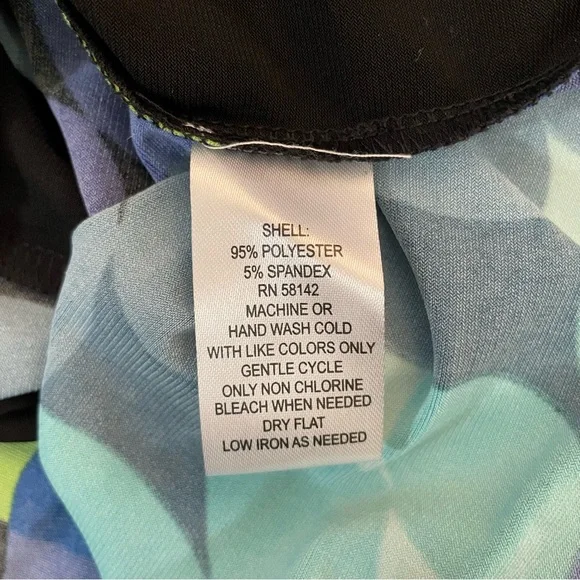 SHELL:
95% POLYESTER
5% SPANDEX
RN 58142
MACHINE OR
HAND WASH COLD
WITH LIKE COLORS ONLY
GENTLE CYCLE
ONLY NON CHLORINE
BLEACH WHEN NEEDED
DRY FLAT
LOW IRON AS NEEDED